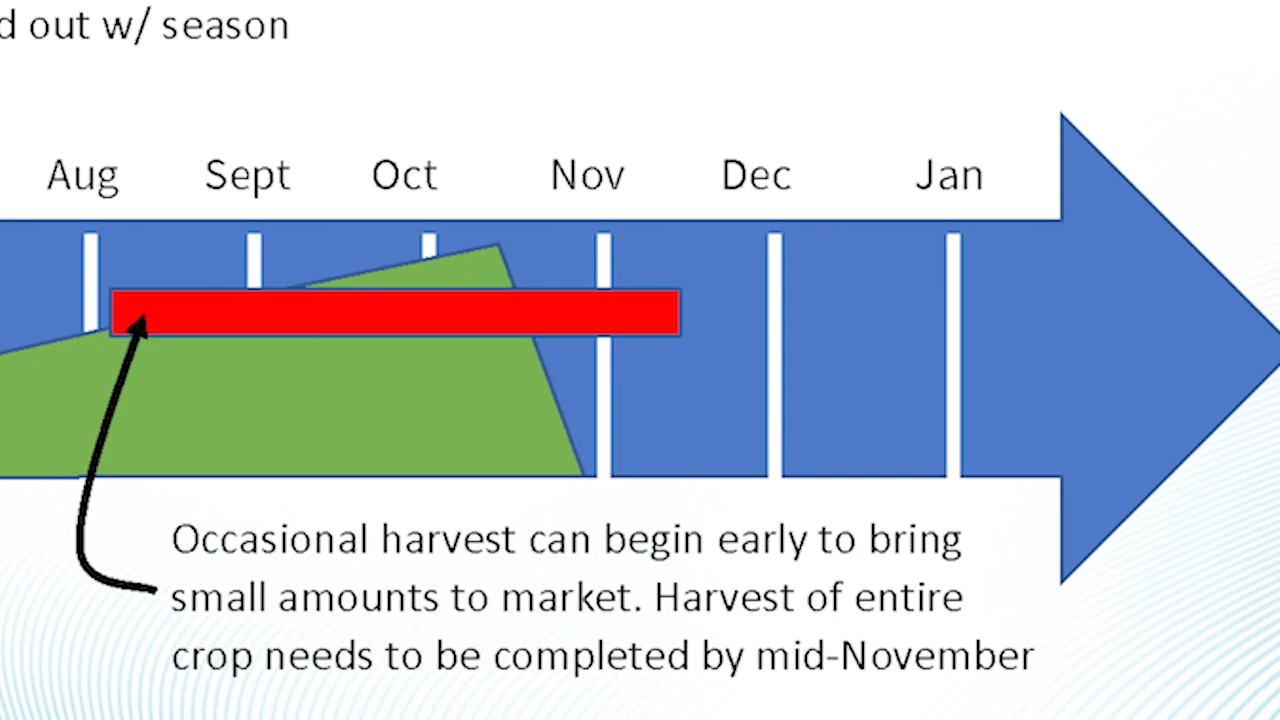 out w/ season
Aug Sept Oct Nov Dec Jan
Occasional harvest can begin early to bring
small amounts to market. Harvest of entire
crop needs to be completed by mid-November